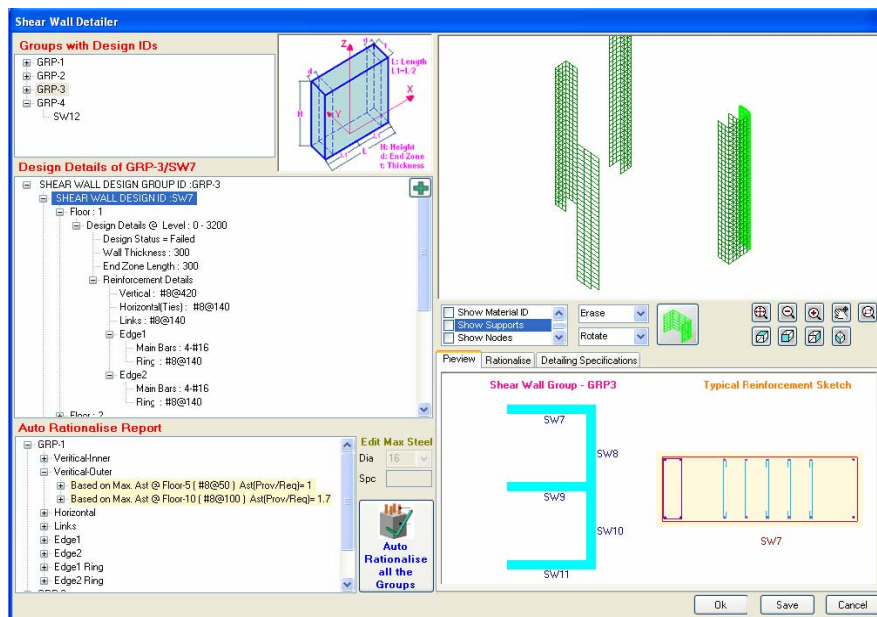 Shear Wall Detailer
Groups with Design IDs
GRP-1
GRP-2
GRP-3
GRP-4
SW12
Z
d
t
L: Length
L1=L/2
X
Y
H
d
L1
L
L1
H: Height
d: End Zone
t: Thickness
Design Details of GRP-3/SW7
SHEAR WALL DESIGN GROUP ID :GRP-3
SHEAR WALL DESIGN ID :SW7
Floor : 1
Design Details @ Level : 0 - 3200
Design Status = Failed
Wall Thickness : 300
End Zone Length : 300
Reinforcement Details
Vertical : #8@420
Horizontal(Ties) : #8@140
Links : #8@140
Edge1
Main Bars : 4-#16
Ring : #8@140
Edge2
Main Bars : 4-#16
Ring : #8@140
Floor : 2
Auto Rationalise Report
GRP-1
Veritical-Inner
Veritical-Outer
Based on Max. Ast @ Floor-5 ( #8@50 ) Ast(Prov/Req)= 1
Based on Max. Ast @ Floor-10 ( #8@100 ) Ast(Prov/Req)= 1.7
Horizontal
Links
Edge1
Edge2
Edge1 Ring
Edge2 Ring
Edit Max Steel
Dia 16
Spc
Auto
Rationalise
all the
Groups
Show Material ID
Show Supports
Show Nodes
Erase
Rotate
Preview Rationalise Detailing Specifications
Shear Wall Group - GRP3
Typical Reinforcement Sketch
SW7
SW8
SW9
SW10
SW11
SW7
Ok Save Cancel